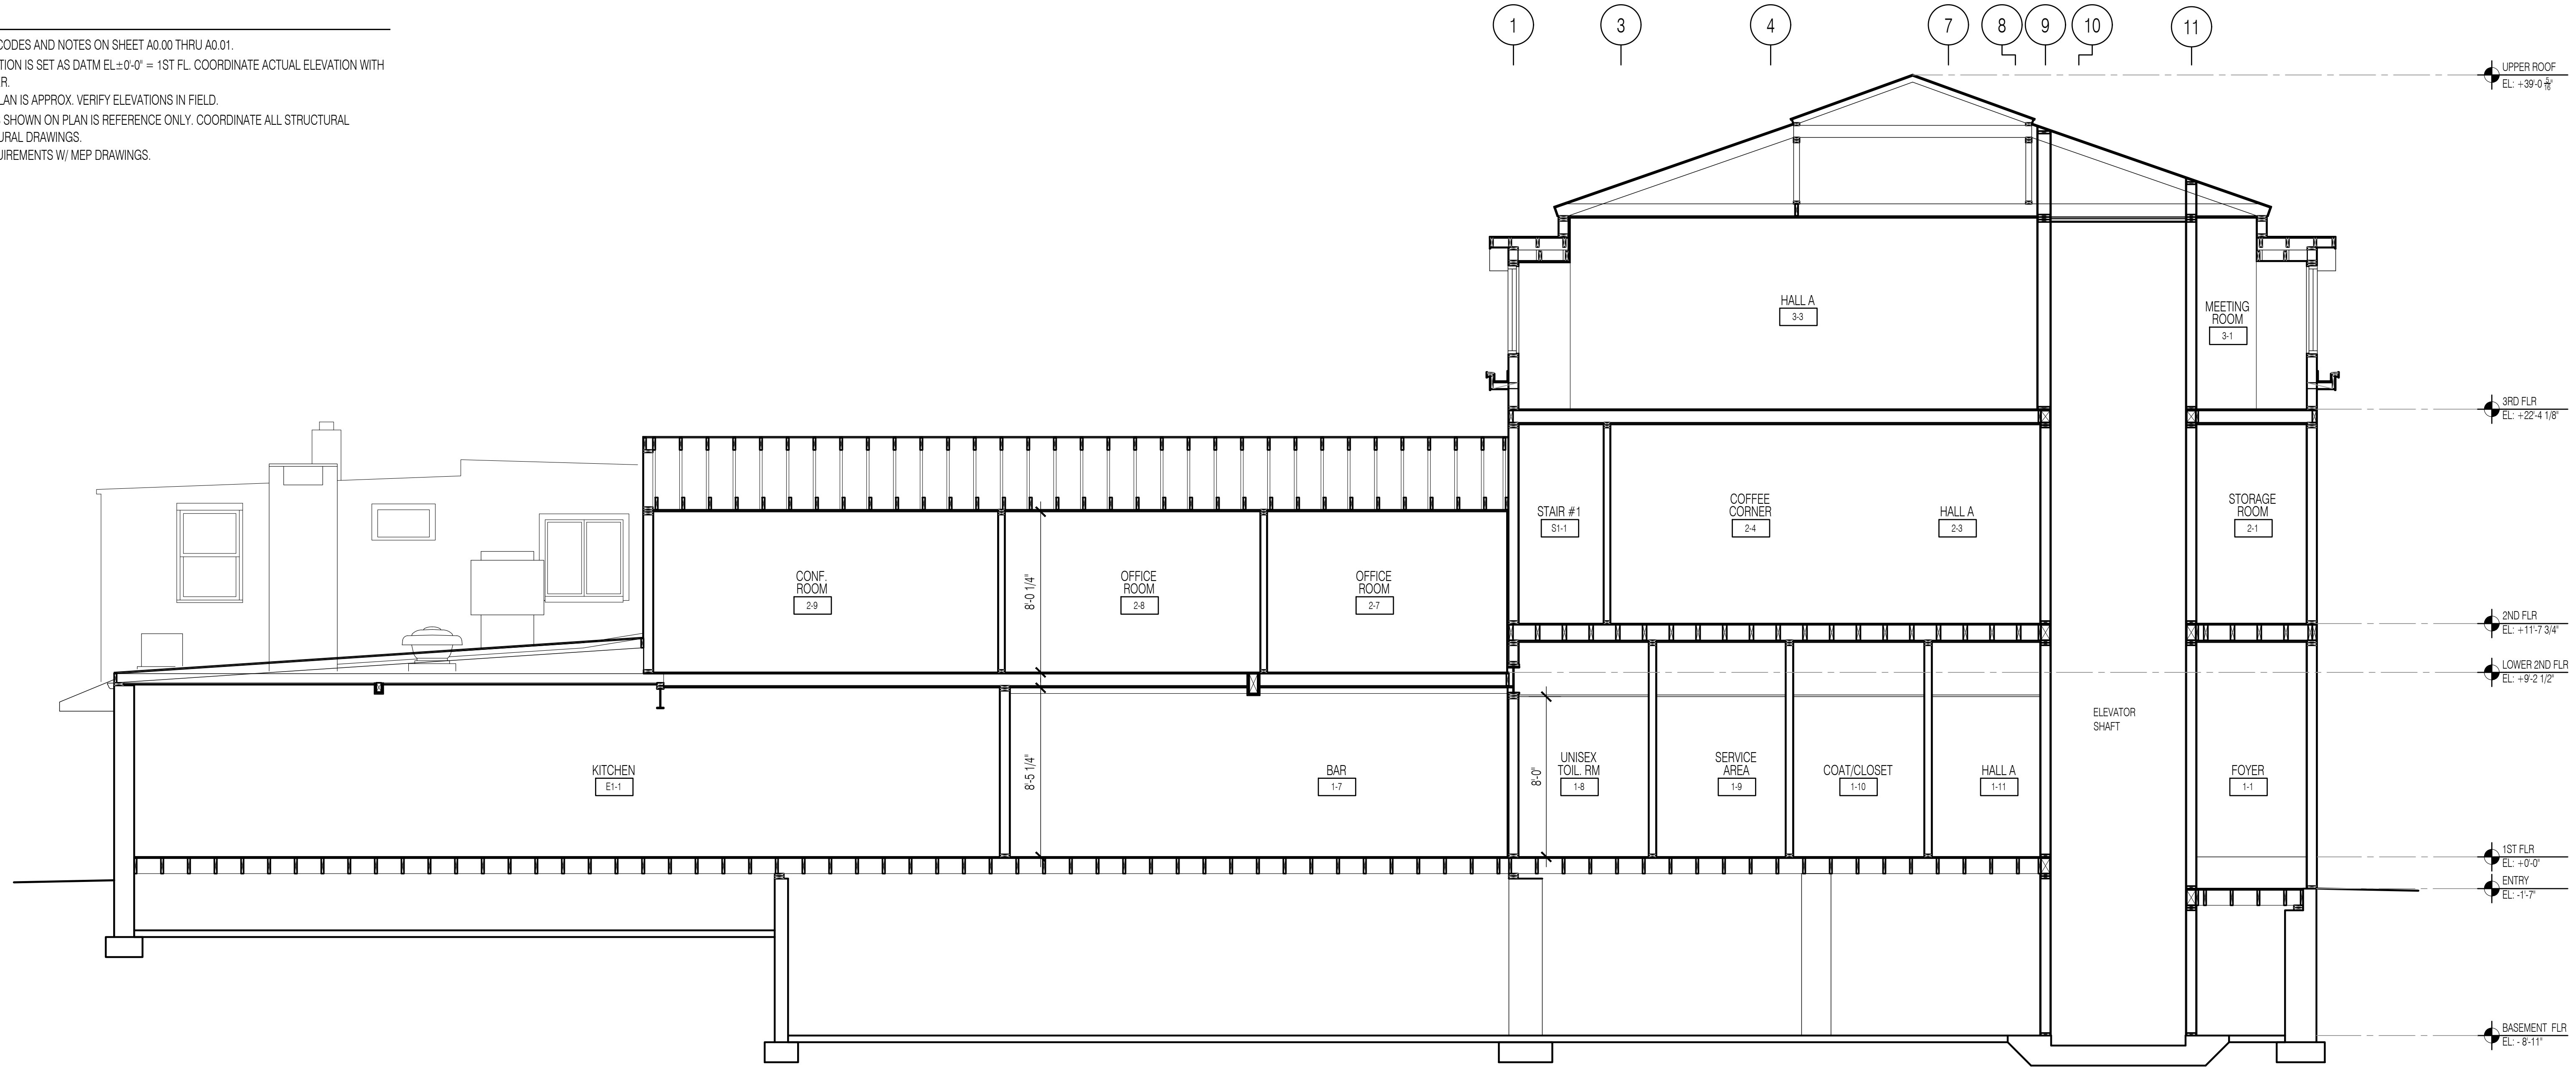 CODES AND NOTES ON SHEET A0.00 THRU A0.01.
TION IS SET AS DATM EL±0'-0" = 1ST FL. COORDINATE ACTUAL ELEVATION WITH
R.
LAN IS APPROX. VERIFY ELEVATIONS IN FIELD.
SHOWN ON PLAN IS REFERENCE ONLY. COORDINATE ALL STRUCTURAL
URAL DRAWINGS.
UIREMENTS W/ MEP DRAWINGS.
1
3
4
7
8
9
10
11
UPPER ROOF
EL: +39'-0 5/16"
HALL A
3-3
MEETING
ROOM
3-1
3RD FLR
EL: +22'-4 1/8"
STAIR #1
S1-1
COFFEE
CORNER
2-4
HALL A
2-3
STORAGE
ROOM
2-1
CONF.
ROOM
2-9
8'-0 1/4"
OFFICE
ROOM
2-8
OFFICE
ROOM
2-7
2ND FLR
EL: +11'-7 3/4"
LOWER 2ND FLR
EL: +9'-2 1/2"
ELEVATOR
SHAFT
KITCHEN
E1-1
8'-5 1/4"
BAR
1-7
8'-0"
UNISEX
TOIL. RM
1-8
SERVICE
AREA
1-9
COAT/CLOSET
1-10
HALL A
1-11
FOYER
1-1
1ST FLR
EL: +0'-0"
ENTRY
EL: -1'-7"
BASEMENT FLR
EL: - 8'-11"